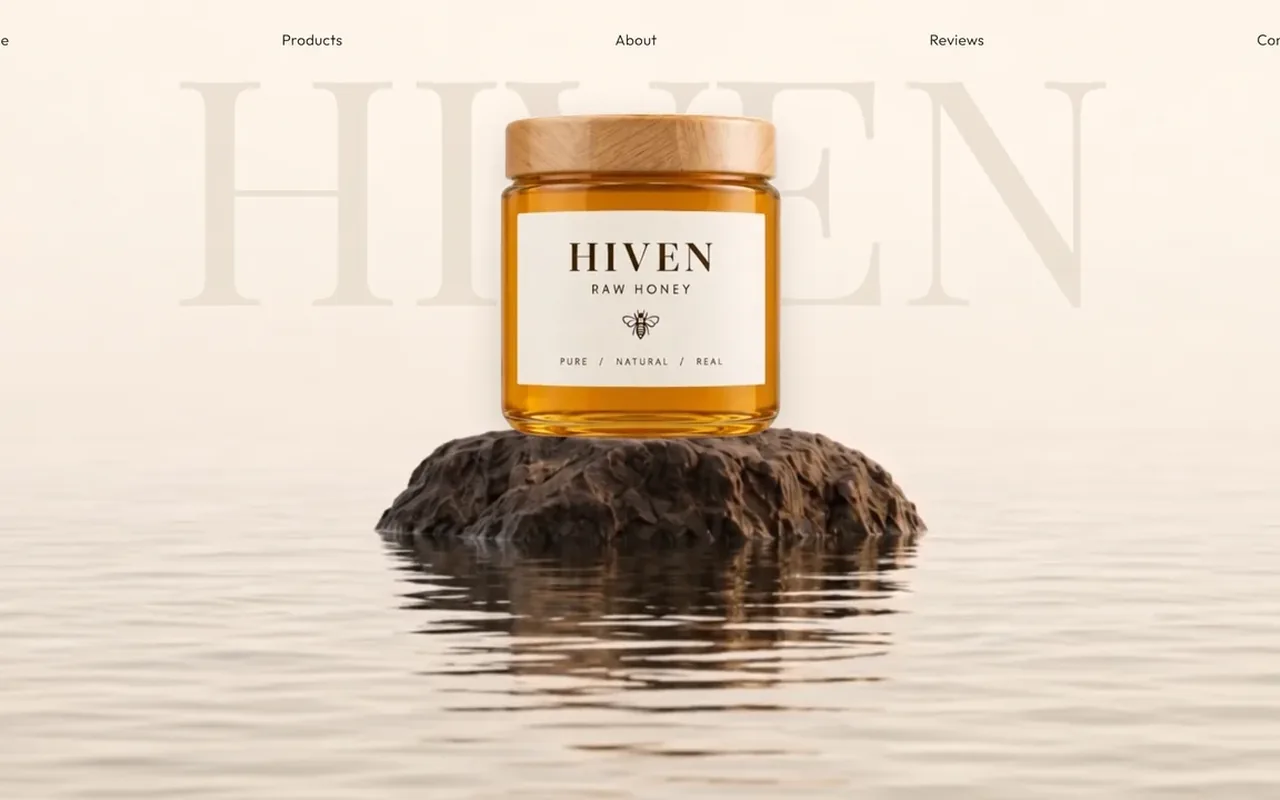 Products About Reviews
HIVEN
HIVEN
RAW HONEY
PURE / NATURAL / REAL